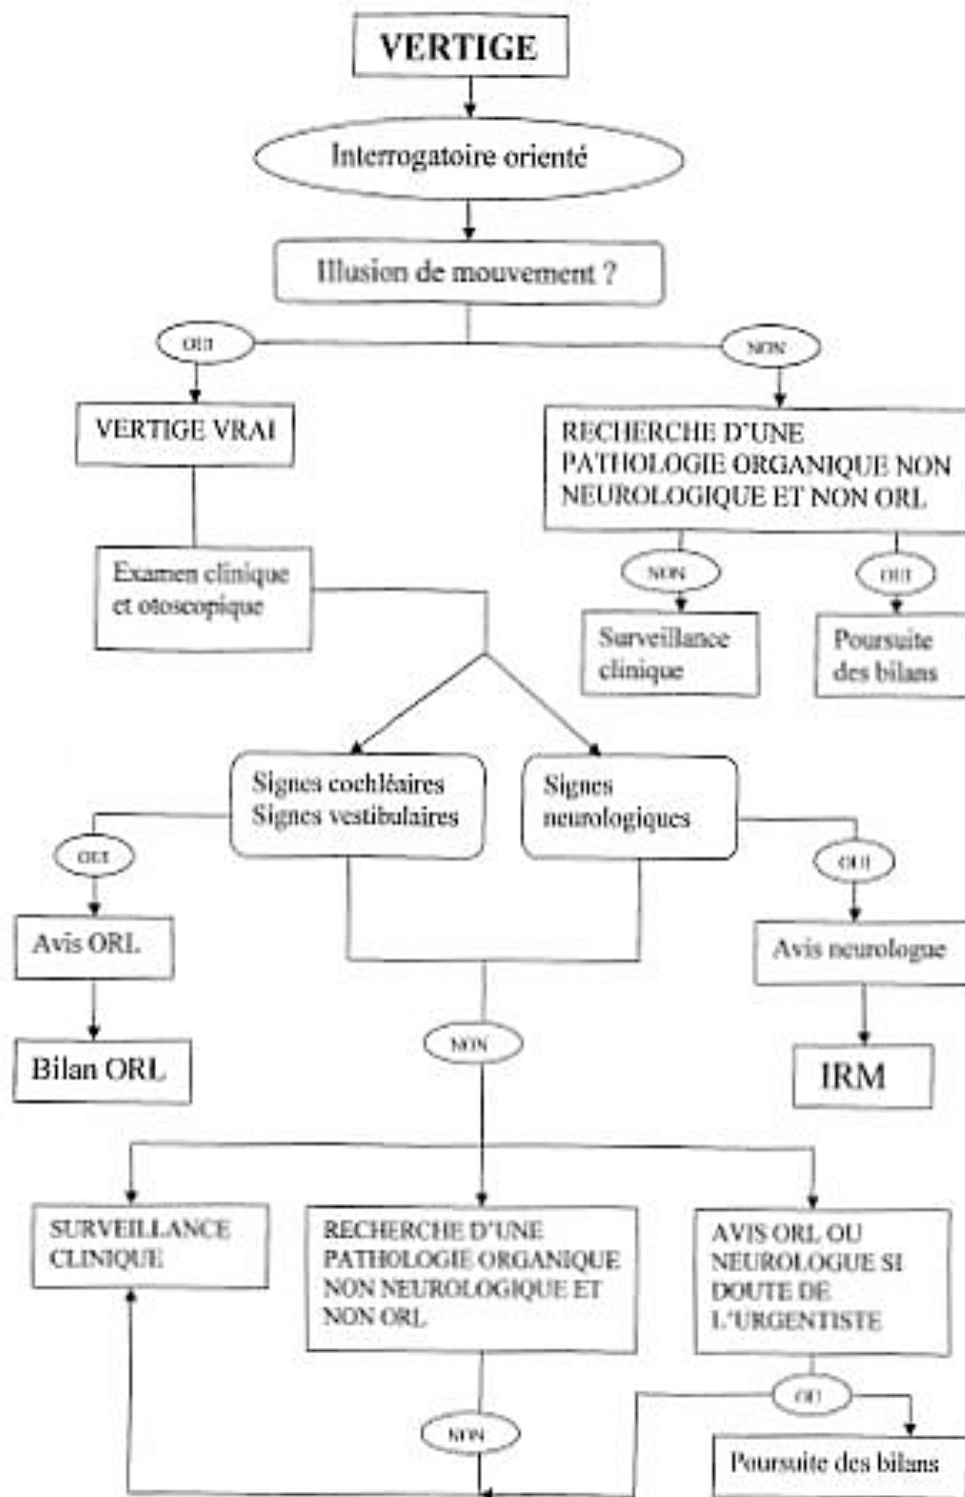 VERTIGE
Interrogatoire orienté
Illusion de mouvement ?
OUI
NON
VERTIGE VRAI
RECHERCHE D'UNE
PATHOLOGIE ORGANIQUE NON
NEUROLOGIQUE ET NON ORL
Examen clinique
et otoscopique
NON
OUI
Surveillance
clinique
Poursuite
des bilans
Signes cochléaires
Signes vestibulaires
Signes
neurologiques
OUI
OUI
Avis ORL
Avis neurologue
NON
Bilan ORL
IRM
SURVEILLANCE
CLINIQUE
RECHERCHE D'UNE
PATHOLOGIE ORGANIQUE
NON NEUROLOGIQUE ET
NON ORL
AVIS ORL OU
NEUROLOGUE SI
DOUTE DE
L'URGENTISTE
OU
NON
Poursuite des bilans